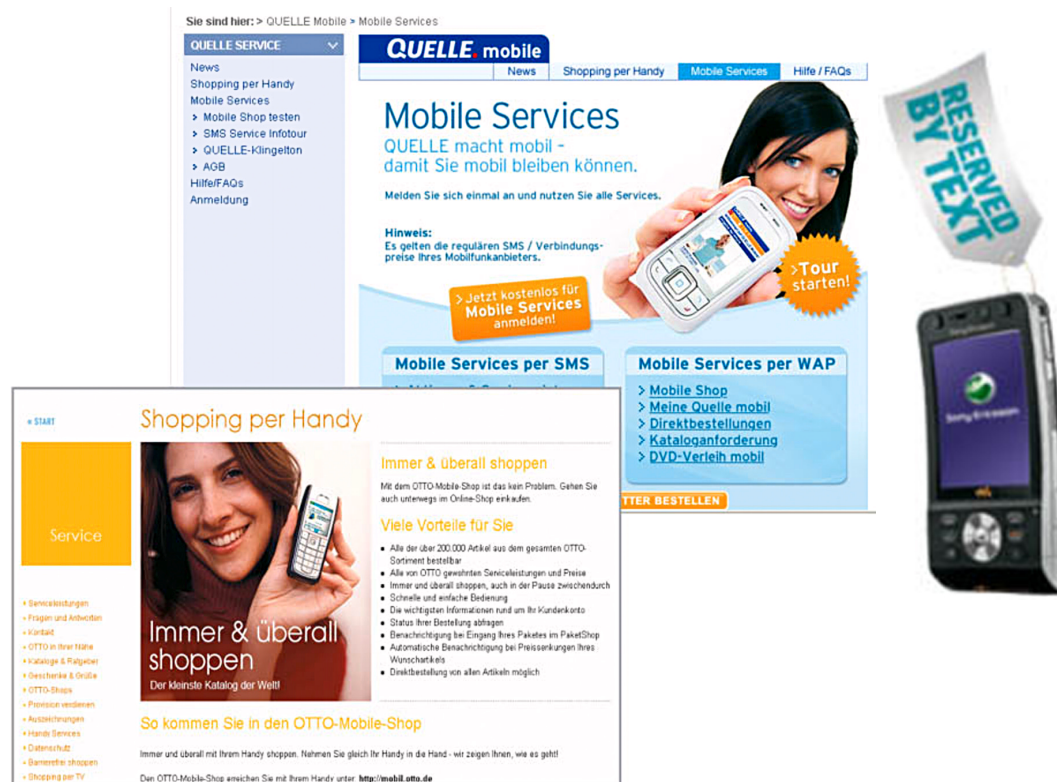 Sie sind hier: > QUELLE Mobile > Mobile Services
QUELLE SERVICE
News
Shopping per Handy
Mobile Services
> Mobile Shop testen
> SMS Service Infotour
> QUELLE-Klingelton
> AGB
Hilfe/FAQs
Anmeldung
QUELLE. mobile
News Shopping per Handy Mobile Services Hilfe / FAQs
Mobile Services
QUELLE macht mobil –
damit Sie mobil bleiben können.
Melden Sie sich einmal an und nutzen Sie alle Services.
Hinweis:
Es gelten die regulären SMS / Verbindungs-
preise Ihres Mobilfunkanbieters.
> Jetzt kostenlos für
Mobile Services
anmelden!
>Tour
starten!
Mobile Services per SMS
Mobile Services per WAP
> Mobile Shop
> Meine Quelle mobil
> Direktbestellungen
> Kataloganforderung
> DVD-Verleih mobil
TTER BESTELLEN
RESERVED
BY TEXT
Sony Ericsson
Sony Ericsson
« START
Service
+ Serviceleistungen
+ Fragen und Antworten
+ Kontakt
+ OTTO in Ihrer Nähe
+ Kataloge & Ratgeber
+ Geschenke & Grüße
+ OTTO-Shops
+ Provision verdienen
+ Auszeichnungen
+ Handy Services
+ Datenschutz
+ Barrierefrei shoppen
+ Shopping per TV
Shopping per Handy
Immer & überall
shoppen
Der kleinste Katalog der Welt!
Immer & überall shoppen
Mit dem OTTO-Mobile-Shop ist das kein Problem. Gehen Sie
auch unterwegs im Online-Shop einkaufen.
Viele Vorteile für Sie
▪ Alle der über 200.000 Artikel aus dem gesamten OTTO-
Sortiment bestellbar
▪ Alle von OTTO gewohnten Serviceleistungen und Preise
▪ Immer und überall shoppen, auch in der Pause zwischendurch
▪ Schnelle und einfache Bedienung
▪ Die wichtigsten Informationen rund um Ihr Kundenkonto
▪ Status Ihrer Bestellung abfragen
▪ Benachrichtigung bei Eingang Ihres Paketes im PaketShop
▪ Automatische Benachrichtigung bei Preissenkungen Ihres
Wunschartikels
▪ Direktbestellung von allen Artikeln möglich
So kommen Sie in den OTTO-Mobile-Shop
Immer und überall mit Ihrem Handy shoppen. Nehmen Sie gleich Ihr Handy in die Hand - wir zeigen Ihnen, wie es geht!
Den OTTO-Mobile-Shop erreichen Sie mit Ihrem Handy unter: http://mobil.otto.de